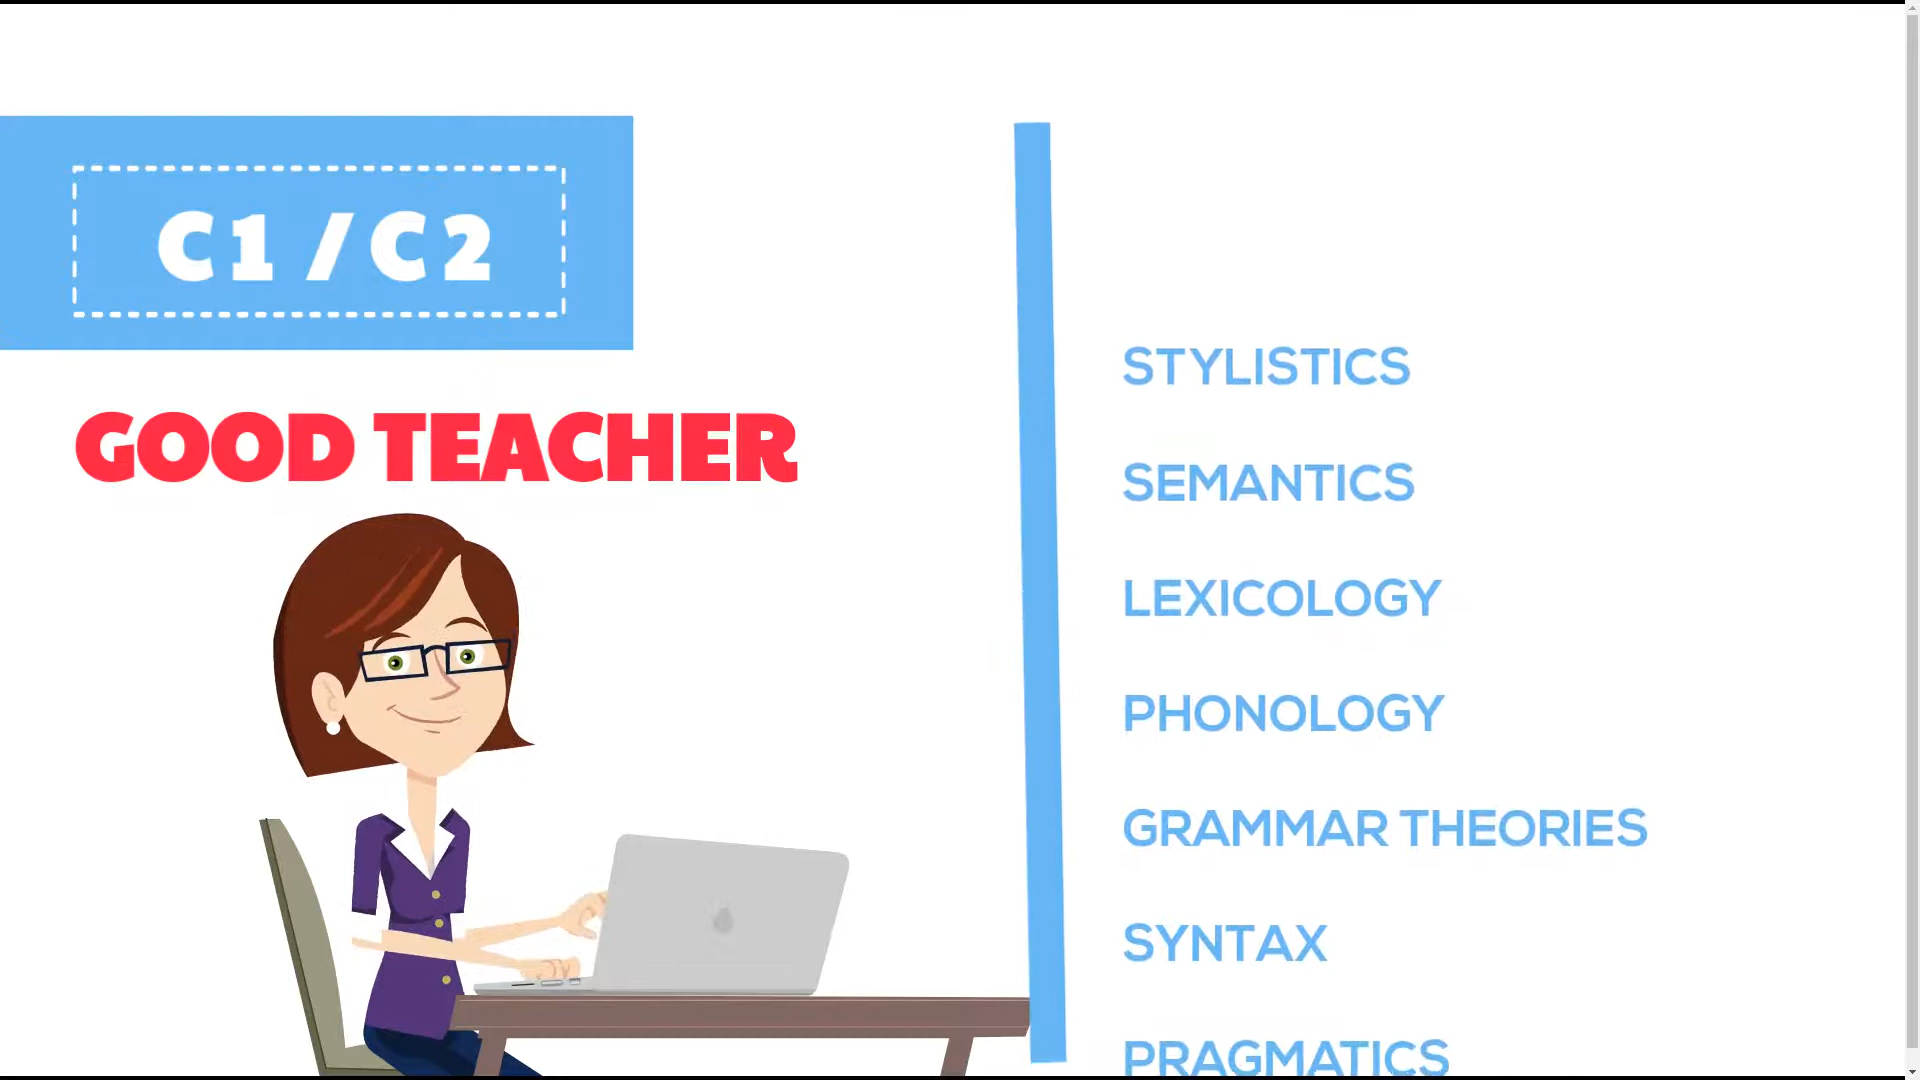 C1/C2
GOOD TEACHER
STYLISTICS
SEMANTICS
LEXICOLOGY
PHONOLOGY
GRAMMAR THEORIES
SYNTAX
PRAGMATICS